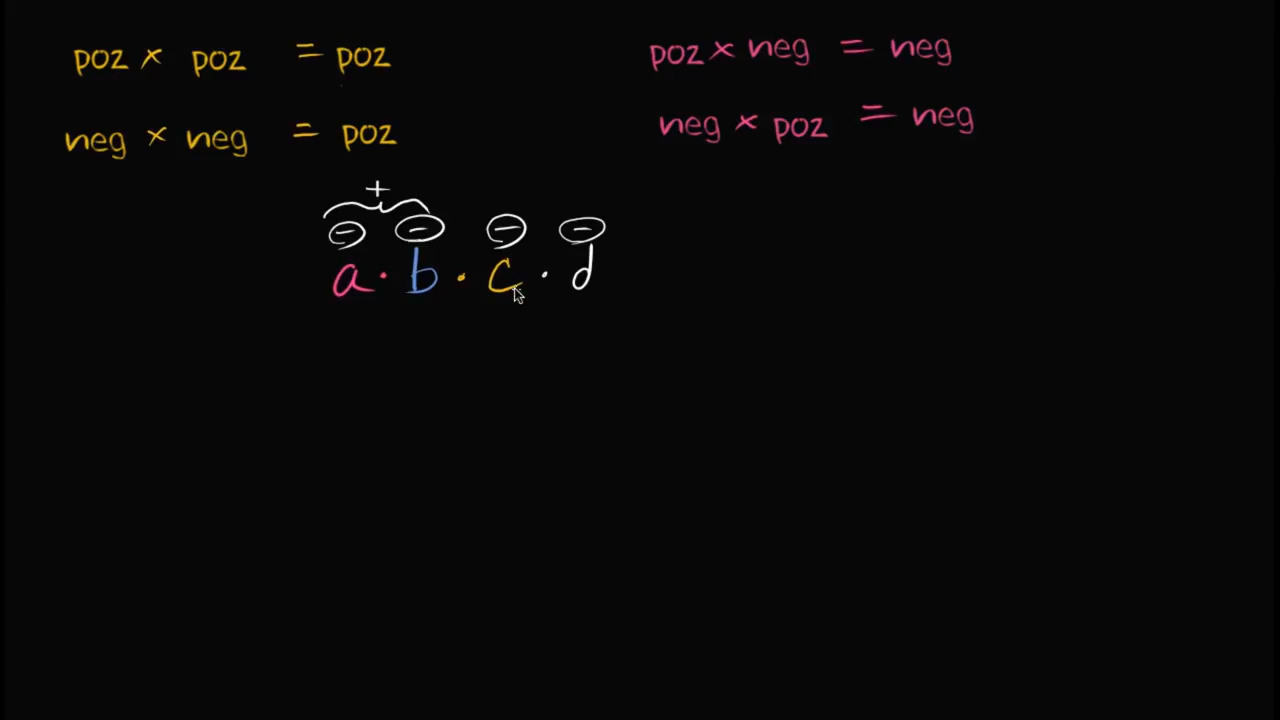 poz × poz = poz
poz × neg = neg
neg × neg = poz
neg × poz = neg
+
− − − −
a · b · c · d